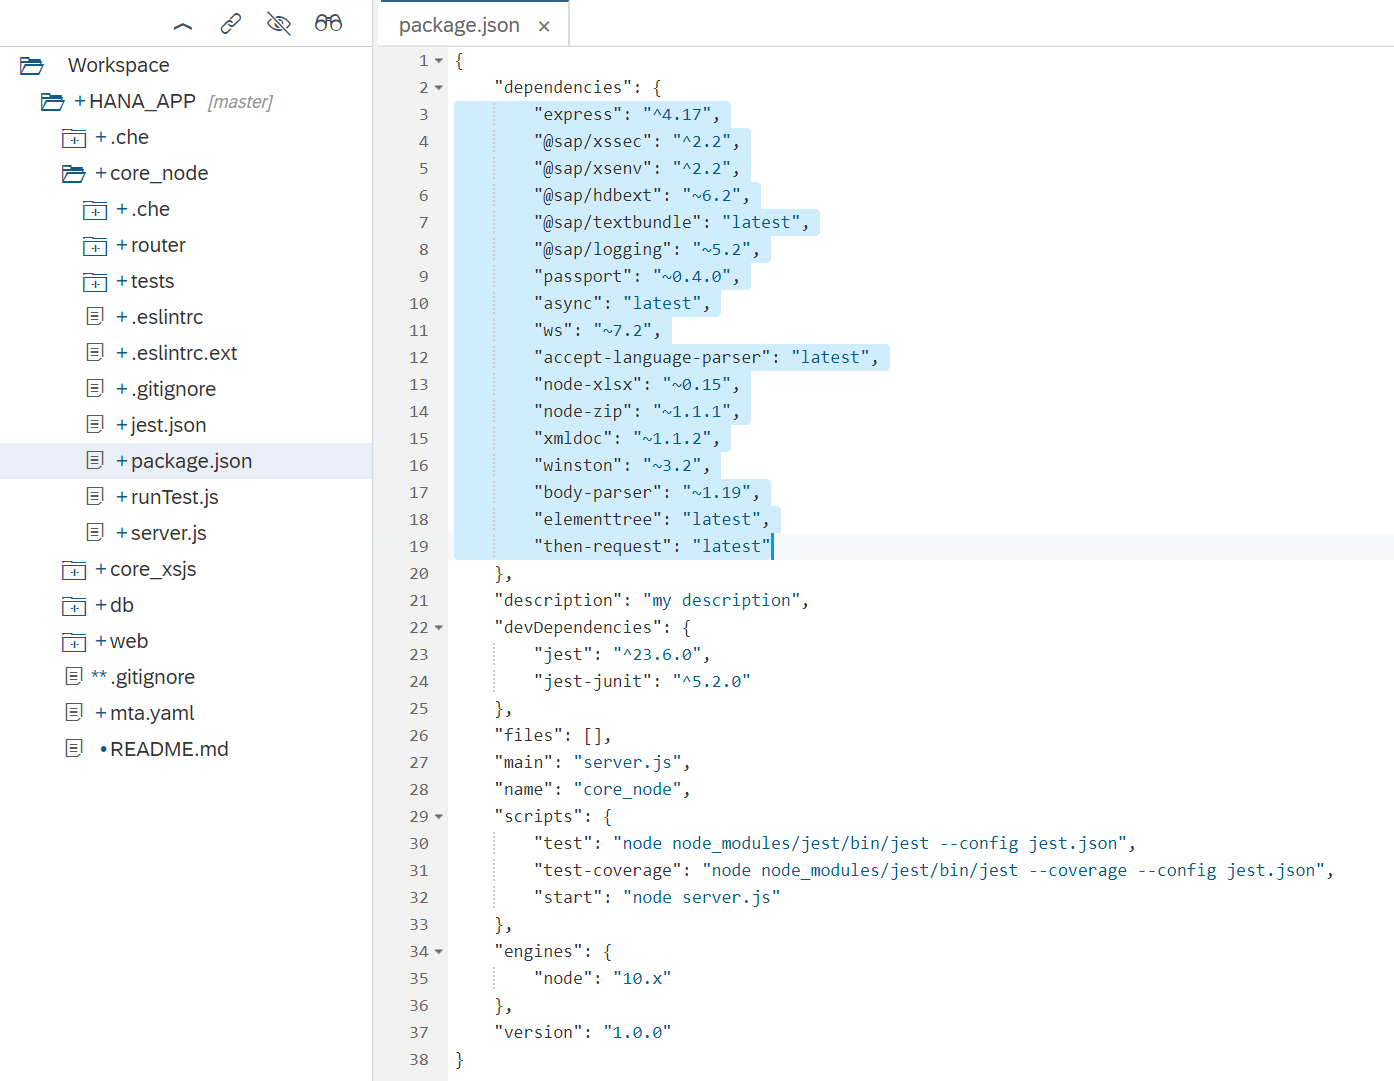 package.json ×
Workspace
+HANA_APP [master]
+.che
+core_node
+.che
+router
+tests
+.eslintrc
+.eslintrc.ext
+.gitignore
+jest.json
+package.json
+runTest.js
+server.js
+core_xsjs
+db
+web
**.gitignore
+mta.yaml
•README.md
1 {
2 "dependencies": {
3 "express": "^4.17",
4 "@sap/xssec": "^2.2",
5 "@sap/xsenv": "^2.2",
6 "@sap/hdbext": "~6.2",
7 "@sap/textbundle": "latest",
8 "@sap/logging": "~5.2",
9 "passport": "~0.4.0",
10 "async": "latest",
11 "ws": "~7.2",
12 "accept-language-parser": "latest",
13 "node-xlsx": "~0.15",
14 "node-zip": "~1.1.1",
15 "xmldoc": "~1.1.2",
16 "winston": "~3.2",
17 "body-parser": "~1.19",
18 "elementtree": "latest",
19 "then-request": "latest"
20 },
21 "description": "my description",
22 "devDependencies": {
23 "jest": "^23.6.0",
24 "jest-junit": "^5.2.0"
25 },
26 "files": [],
27 "main": "server.js",
28 "name": "core_node",
29 "scripts": {
30 "test": "node node_modules/jest/bin/jest --config jest.json",
31 "test-coverage": "node node_modules/jest/bin/jest --coverage --config jest.json",
32 "start": "node server.js"
33 },
34 "engines": {
35 "node": "10.x"
36 },
37 "version": "1.0.0"
38 }